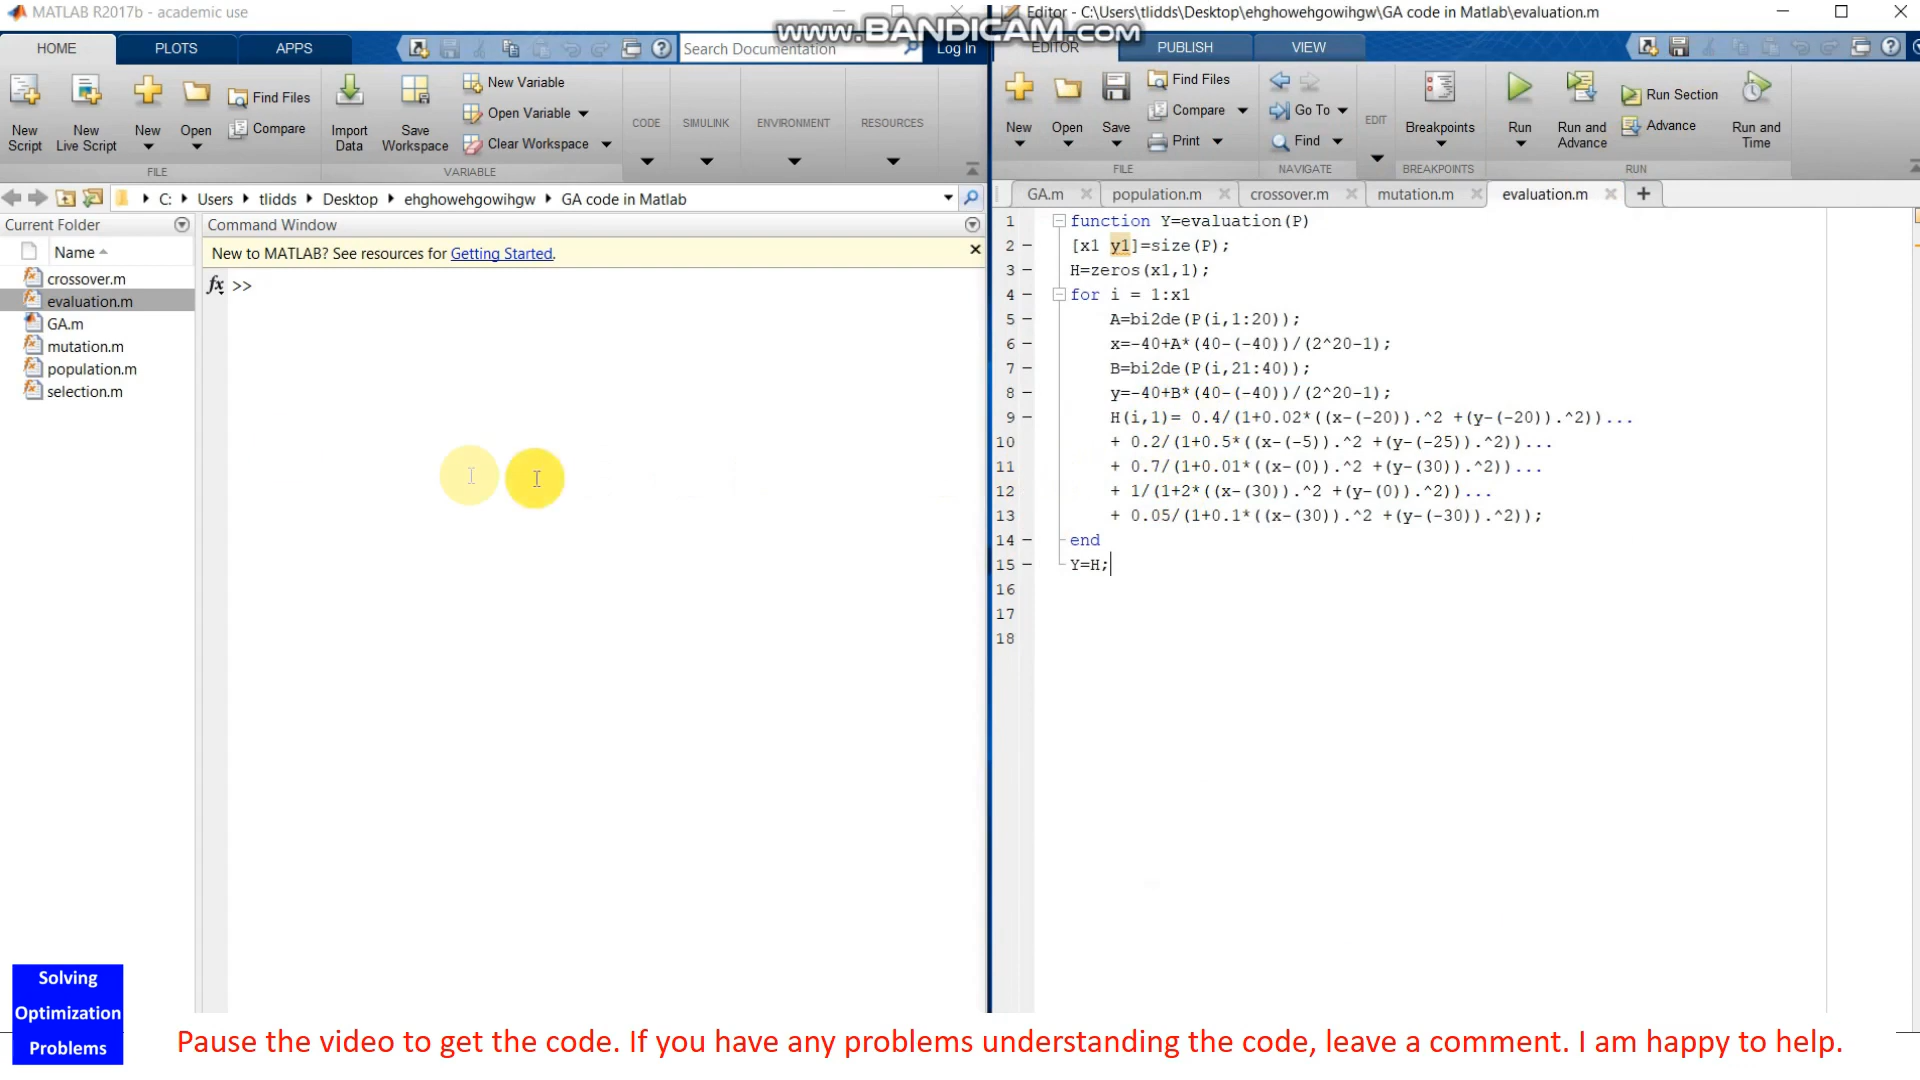 MATLAB R2017b - academic use
HOME PLOTS APPS
Search Documentation Log In
New Script
New Live Script
New
Open
Find Files
Compare
Import Data
Save Workspace
New Variable
Open Variable
Clear Workspace
CODE SIMULINK ENVIRONMENT RESOURCES
FILE VARIABLE
C: Users tlidds Desktop ehghowehgowihgw GA code in Matlab
Current Folder
Name
crossover.m
evaluation.m
GA.m
mutation.m
population.m
selection.m
Command Window
New to MATLAB? See resources for Getting Started.
fx >>
www.BANDICAM.com
Editor - C:\Users\tlidds\Desktop\ehghowehgowihgw\GA code in Matlab\evaluation.m
EDITOR PUBLISH VIEW
New
Open
Save
Find Files
Compare
Print
Go To
Find
EDIT
Breakpoints
Run
Run and Advance
Run Section
Advance
Run and Time
FILE NAVIGATE BREAKPOINTS RUN
GA.m population.m crossover.m mutation.m evaluation.m
1 function Y=evaluation(P)
2 [x1 y1]=size(P);
3 H=zeros(x1,1);
4 for i = 1:x1
5 A=bi2de(P(i,1:20));
6 x=-40+A*(40-(-40))/(2^20-1);
7 B=bi2de(P(i,21:40));
8 y=-40+B*(40-(-40))/(2^20-1);
9 H(i,1)= 0.4/(1+0.02*((x-(-20)).^2 +(y-(-20)).^2))...
10 + 0.2/(1+0.5*((x-(-5)).^2 +(y-(-25)).^2))...
11 + 0.7/(1+0.01*((x-(0)).^2 +(y-(30)).^2))...
12 + 1/(1+2*((x-(30)).^2 +(y-(0)).^2))...
13 + 0.05/(1+0.1*((x-(30)).^2 +(y-(-30)).^2));
14 end
15 Y=H;
16
17
18
Solving
Optimization
Problems
Pause the video to get the code. If you have any problems understanding the code, leave a comment. I am happy to help.